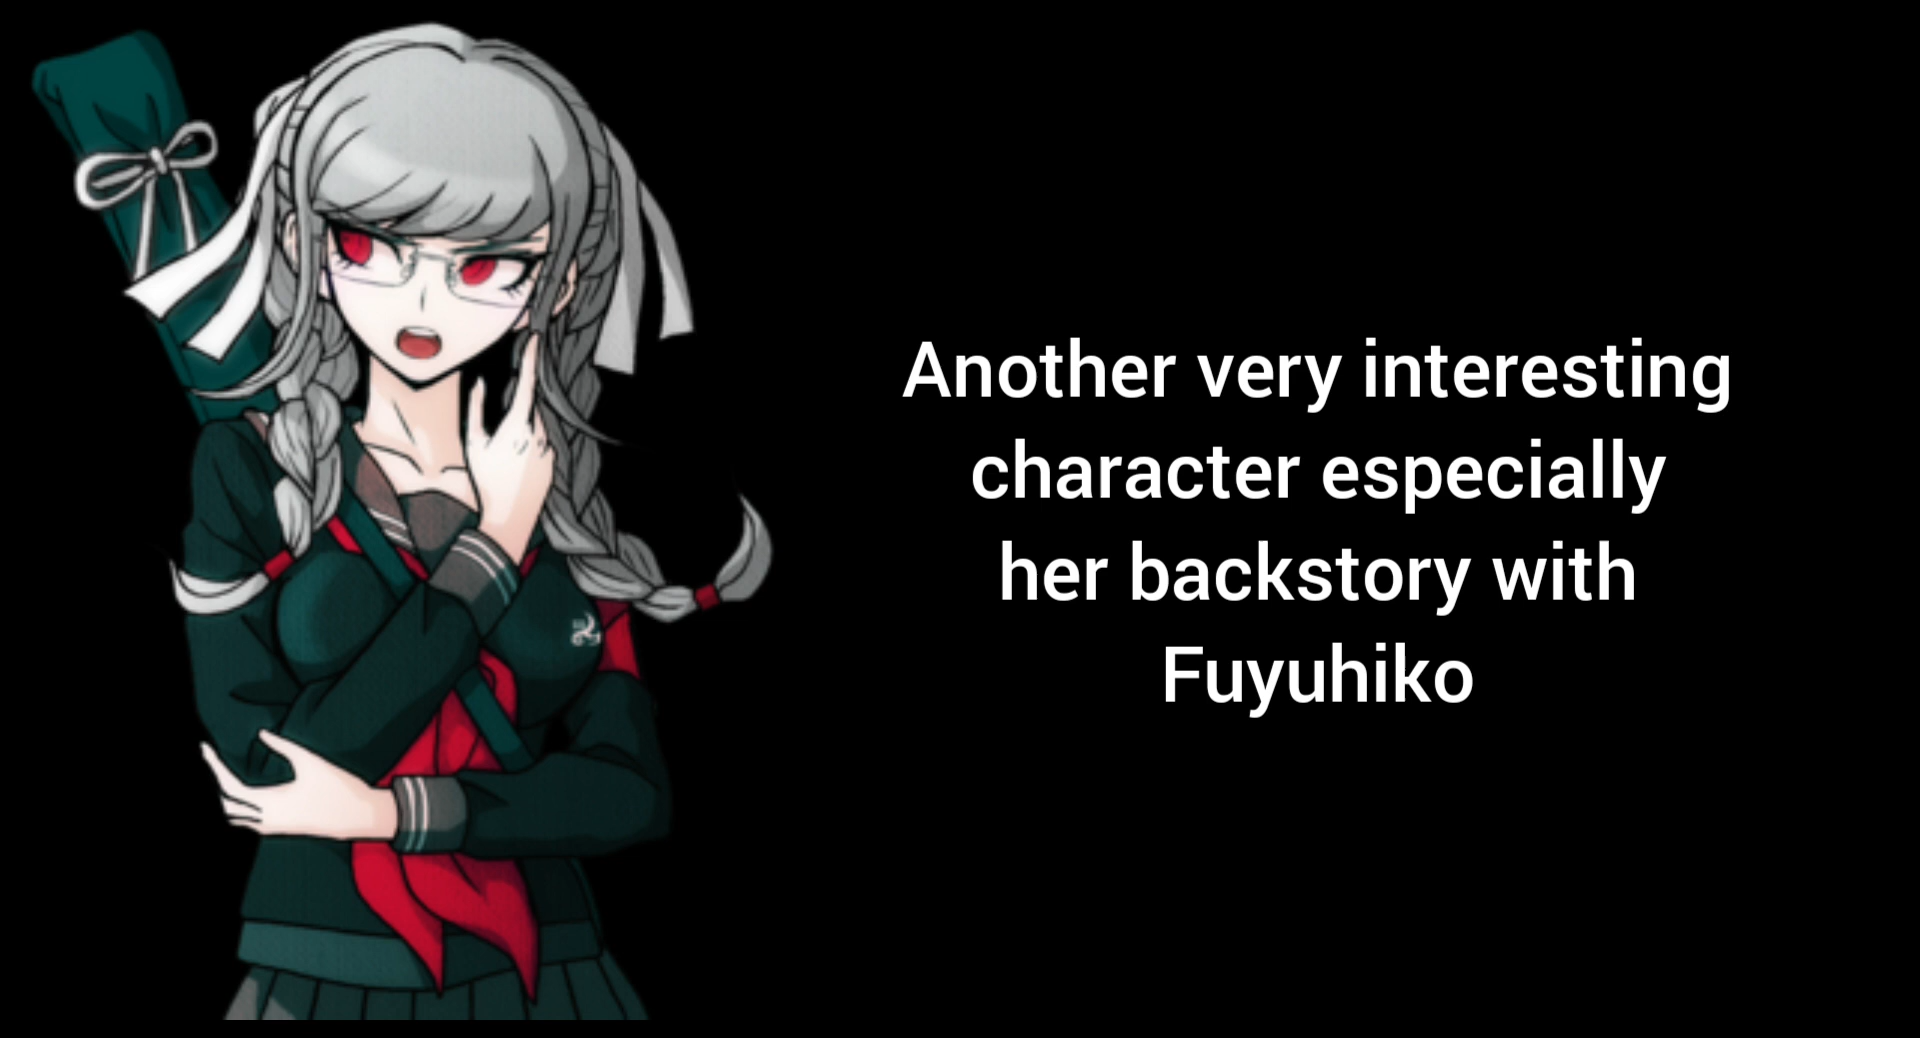 Another very interesting
character especially
her backstory with
Fuyuhiko